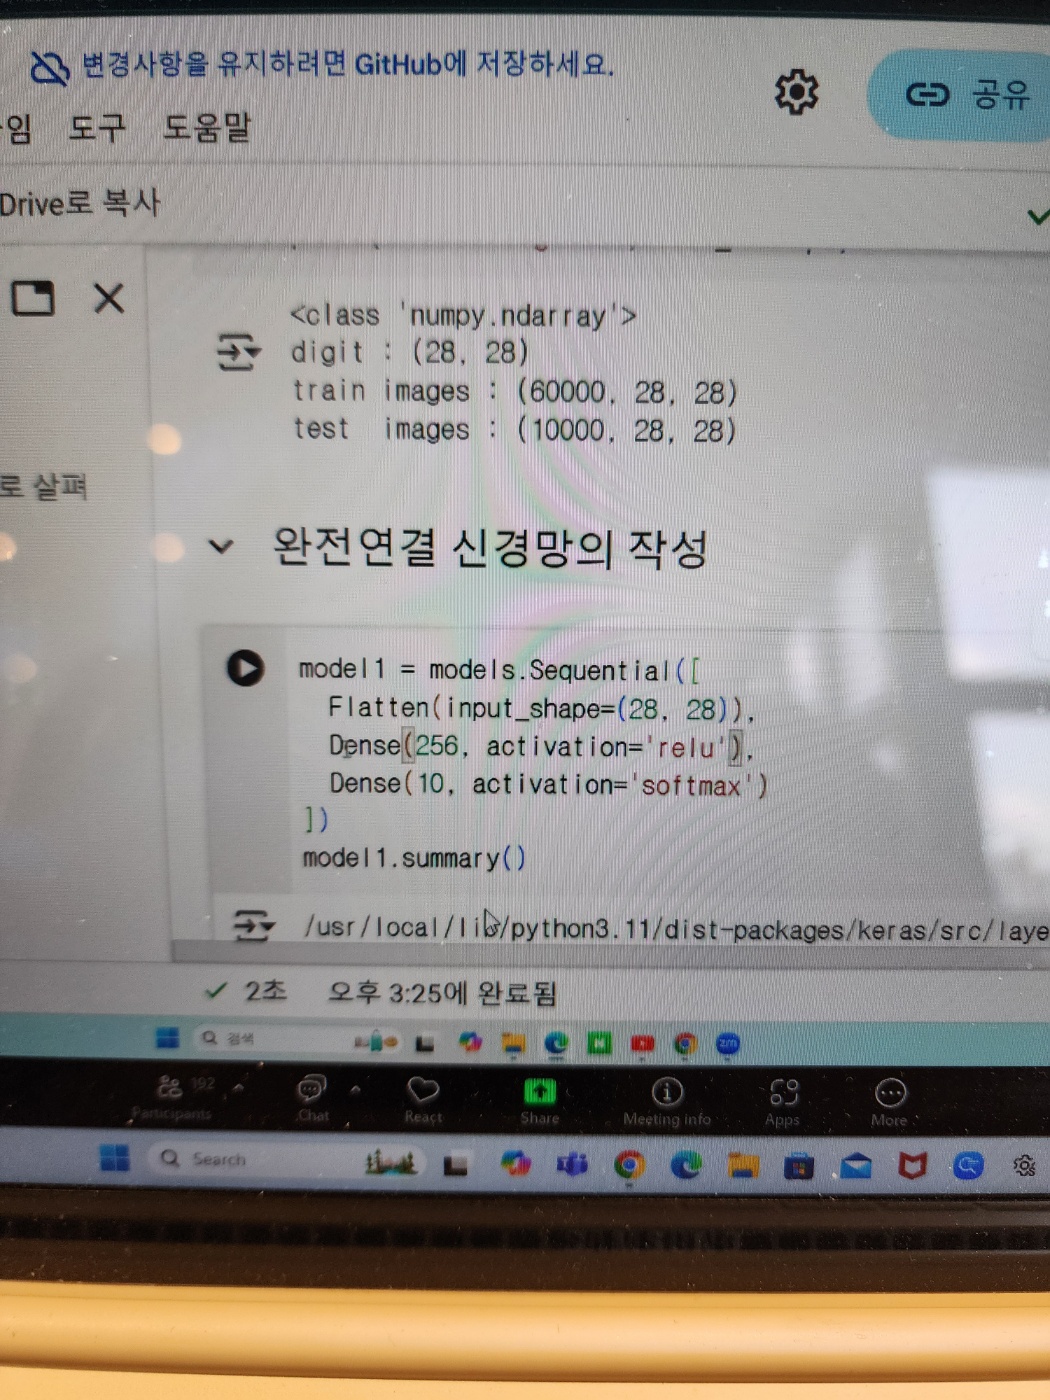 변경사항을 유지하려면 GitHub에 저장하세요.
공유
임 도구 도움말
Drive로 복사
<class 'numpy.ndarray'>
digit : (28, 28)
train images : (60000, 28, 28)
test  images : (10000, 28, 28)
로 살펴
완전연결 신경망의 작성
model1 = models.Sequential([
  Flatten(input_shape=(28, 28)),
  Dense(256, activation='relu'),
  Dense(10, activation='softmax')
])
model1.summary()
/usr/local/lib/python3.11/dist-packages/keras/src/laye
2초 오후 3:25에 완료됨
검색
zm
192
Participants Chat React Share Meeting info Apps More
Search